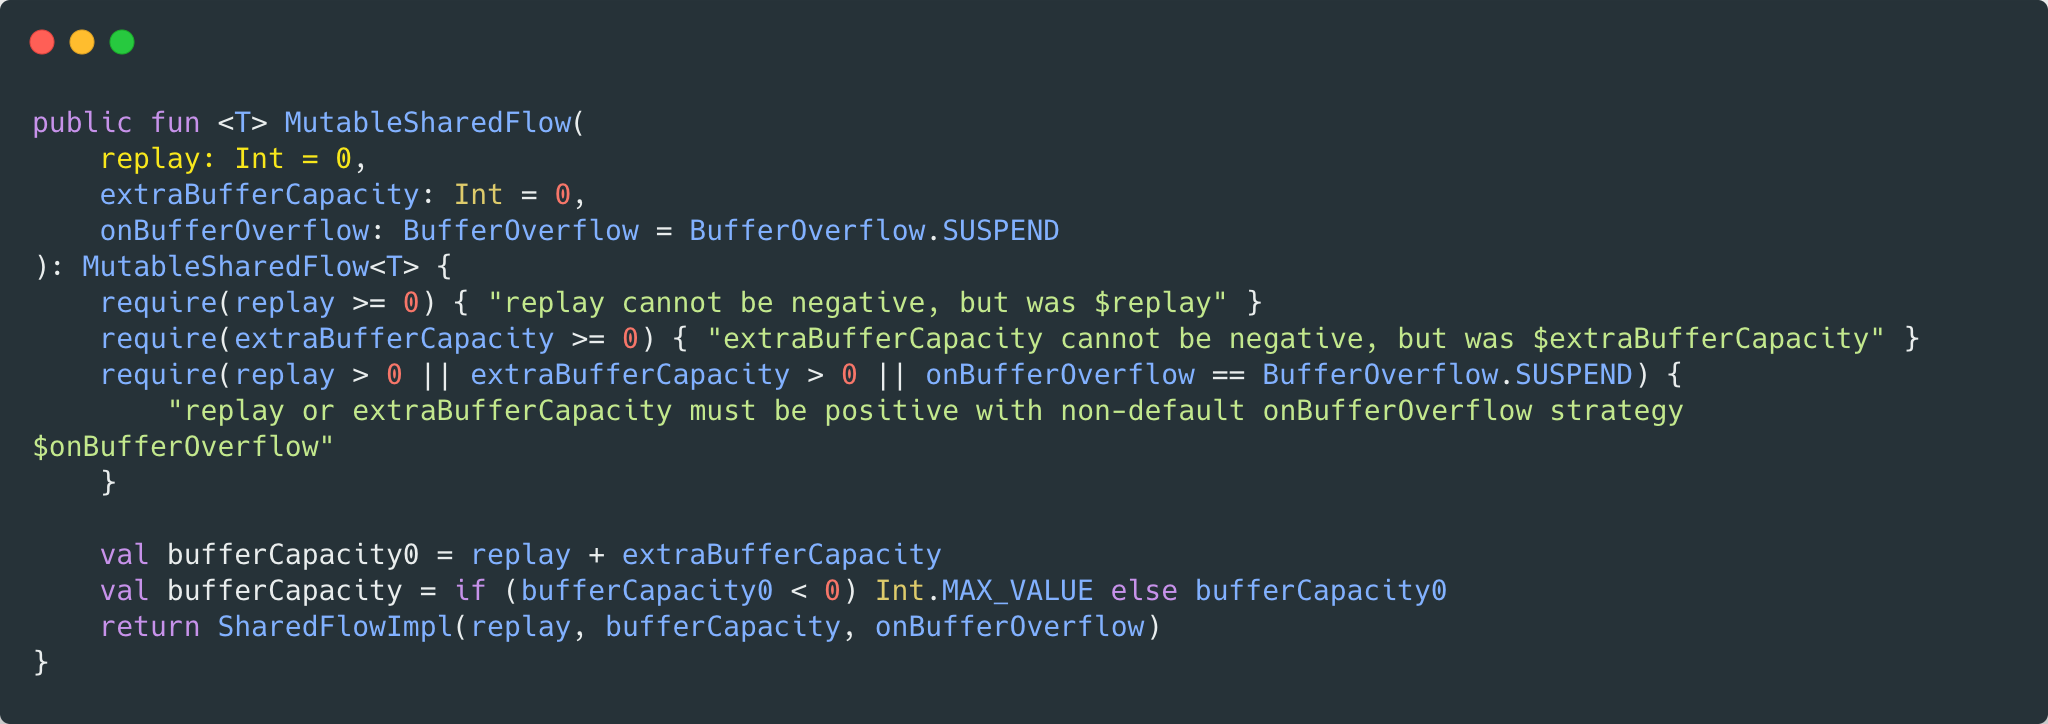 public fun <T> MutableSharedFlow(
    replay: Int = 0,
    extraBufferCapacity: Int = 0,
    onBufferOverflow: BufferOverflow = BufferOverflow.SUSPEND
): MutableSharedFlow<T> {
    require(replay >= 0) { "replay cannot be negative, but was $replay" }
    require(extraBufferCapacity >= 0) { "extraBufferCapacity cannot be negative, but was $extraBufferCapacity" }
    require(replay > 0 || extraBufferCapacity > 0 || onBufferOverflow == BufferOverflow.SUSPEND) {
        "replay or extraBufferCapacity must be positive with non-default onBufferOverflow strategy
$onBufferOverflow"
    }

    val bufferCapacity0 = replay + extraBufferCapacity
    val bufferCapacity = if (bufferCapacity0 < 0) Int.MAX_VALUE else bufferCapacity0
    return SharedFlowImpl(replay, bufferCapacity, onBufferOverflow)
}